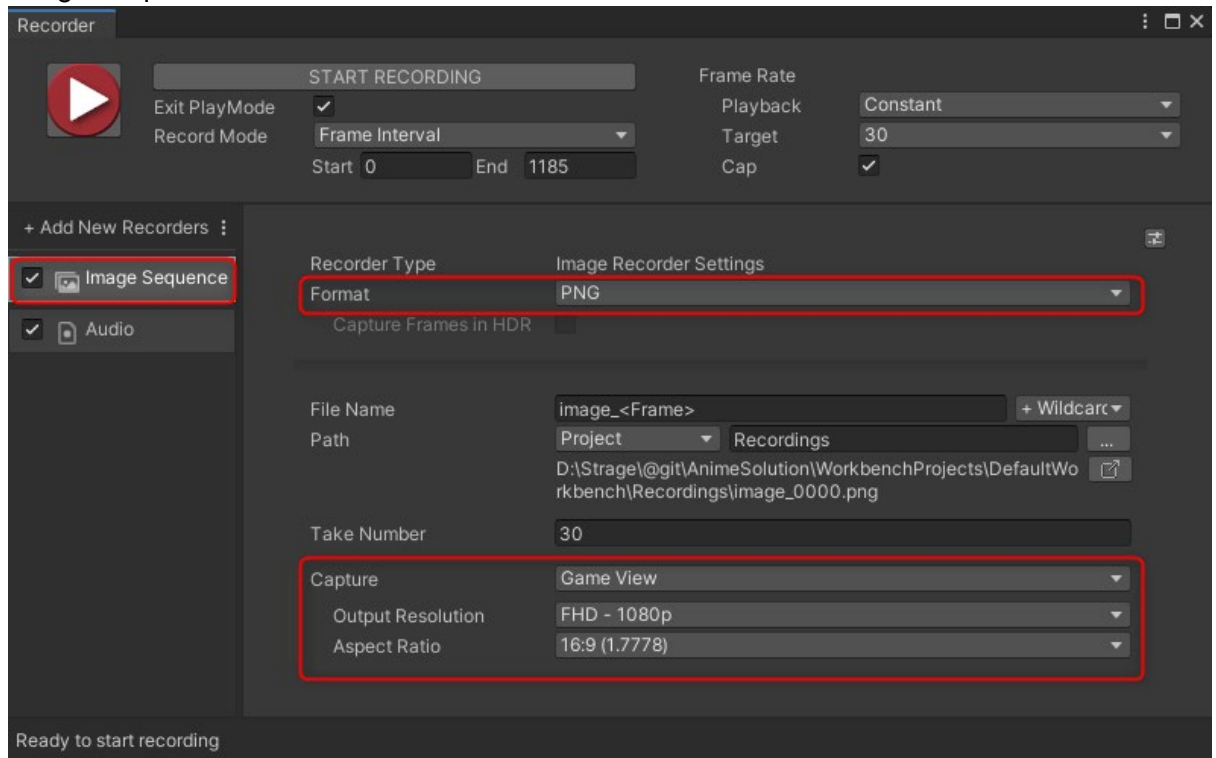 Recorder
START RECORDING
Frame Rate
Exit PlayMode
Playback Constant
Record Mode Frame Interval
Target 30
Start 0 End 1185
Cap
+ Add New Recorders
Image Sequence
Audio
Recorder Type Image Recorder Settings
Format PNG
Capture Frames in HDR
File Name image_<Frame> + Wildcarc
Path Project Recordings ...
D:\Strage\@git\AnimeSolution\WorkbenchProjects\DefaultWo
rkbench\Recordings\image_0000.png
Take Number 30
Capture Game View
Output Resolution FHD - 1080p
Aspect Ratio 16:9 (1.7778)
Ready to start recording